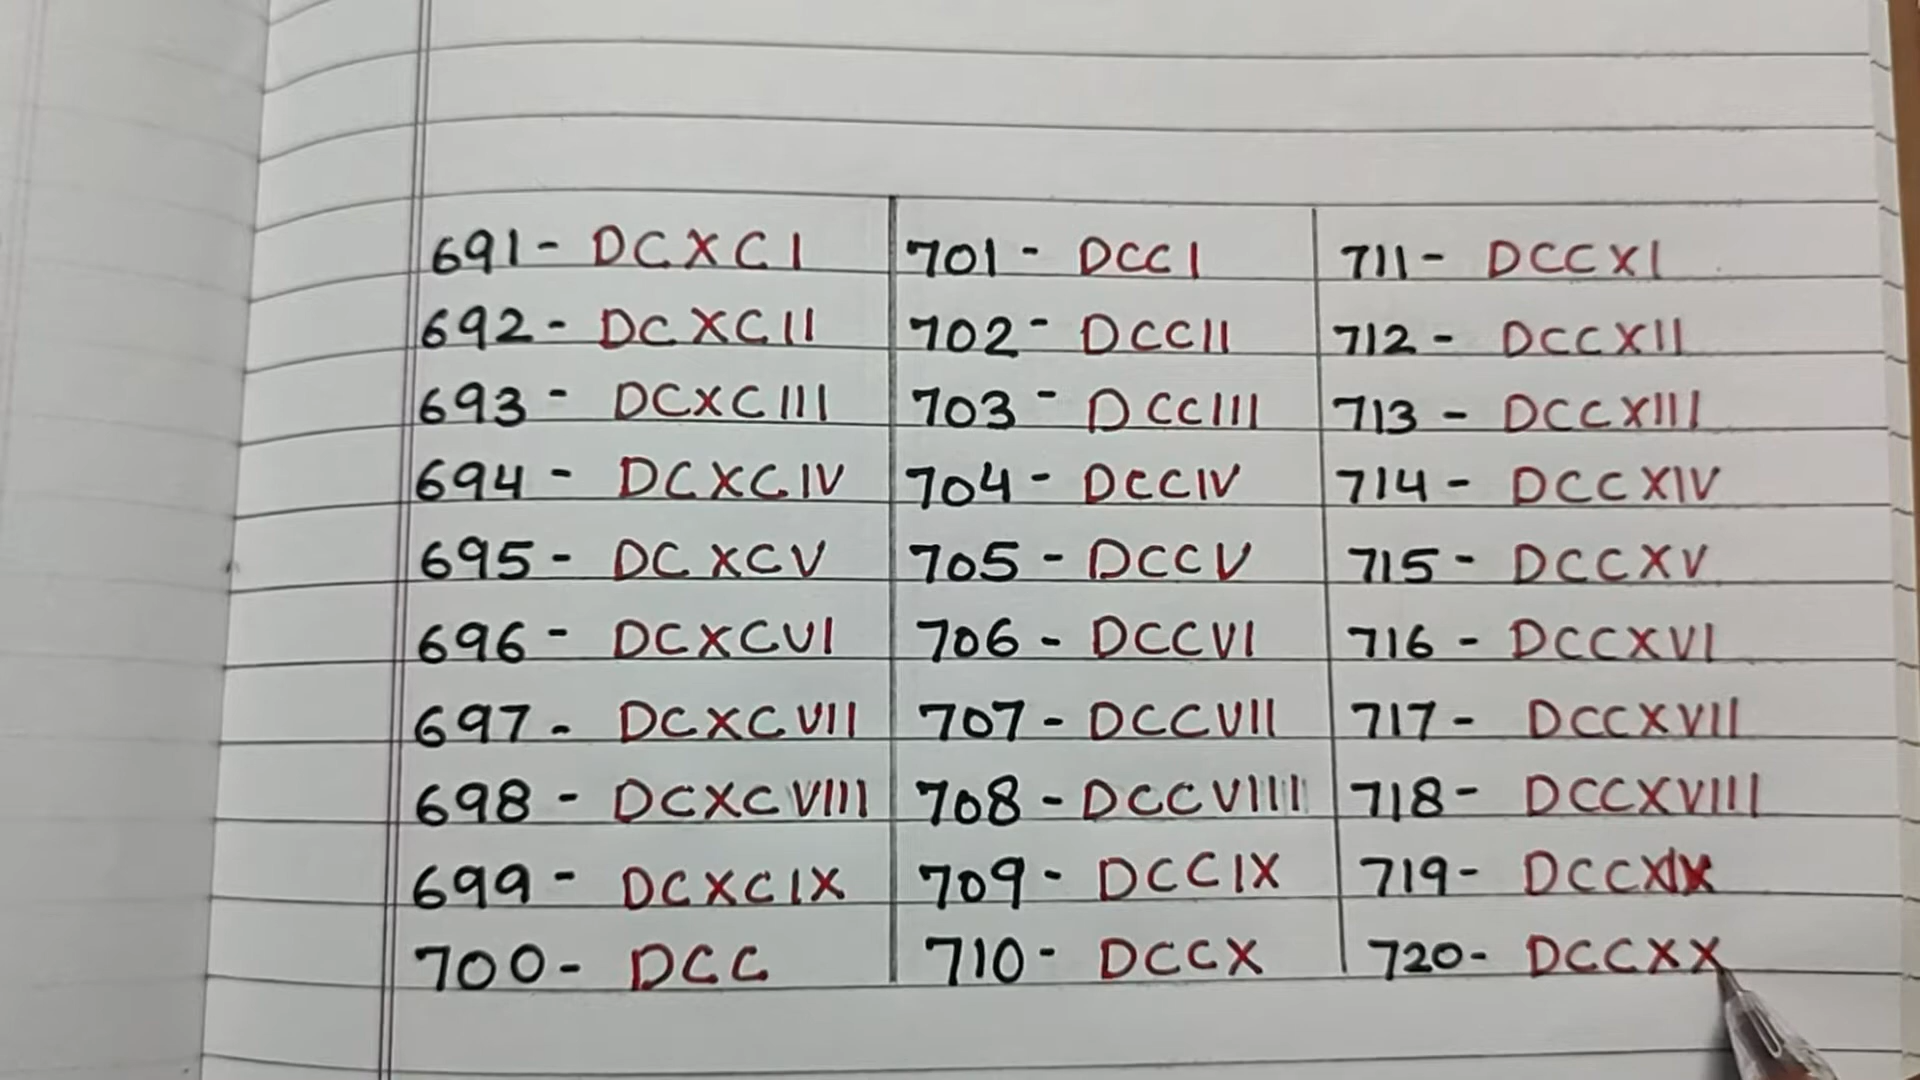 691 - DCXCI 701 - DCCI 711 - DCCXI
692 - DCXCII 702 - DCCII 712 - DCCXII
693 - DCXCIII 703 - DCCIII 713 - DCCXIII
694 - DCXCIV 704 - DCCIV 714 - DCCXIV
695 - DCXCV 705 - DCCV 715 - DCCXV
696 - DCXCVI 706 - DCCVI 716 - DCCXVI
697 - DCXCVII 707 - DCCVII 717 - DCCXVII
698 - DCXCVIII 708 - DCCVIIII 718 - DCCXVIIII
699 - DCXCIX 709 - DCCIX 719 - DCCXIX
700 - DCC 710 - DCCX 720 - DCCXX